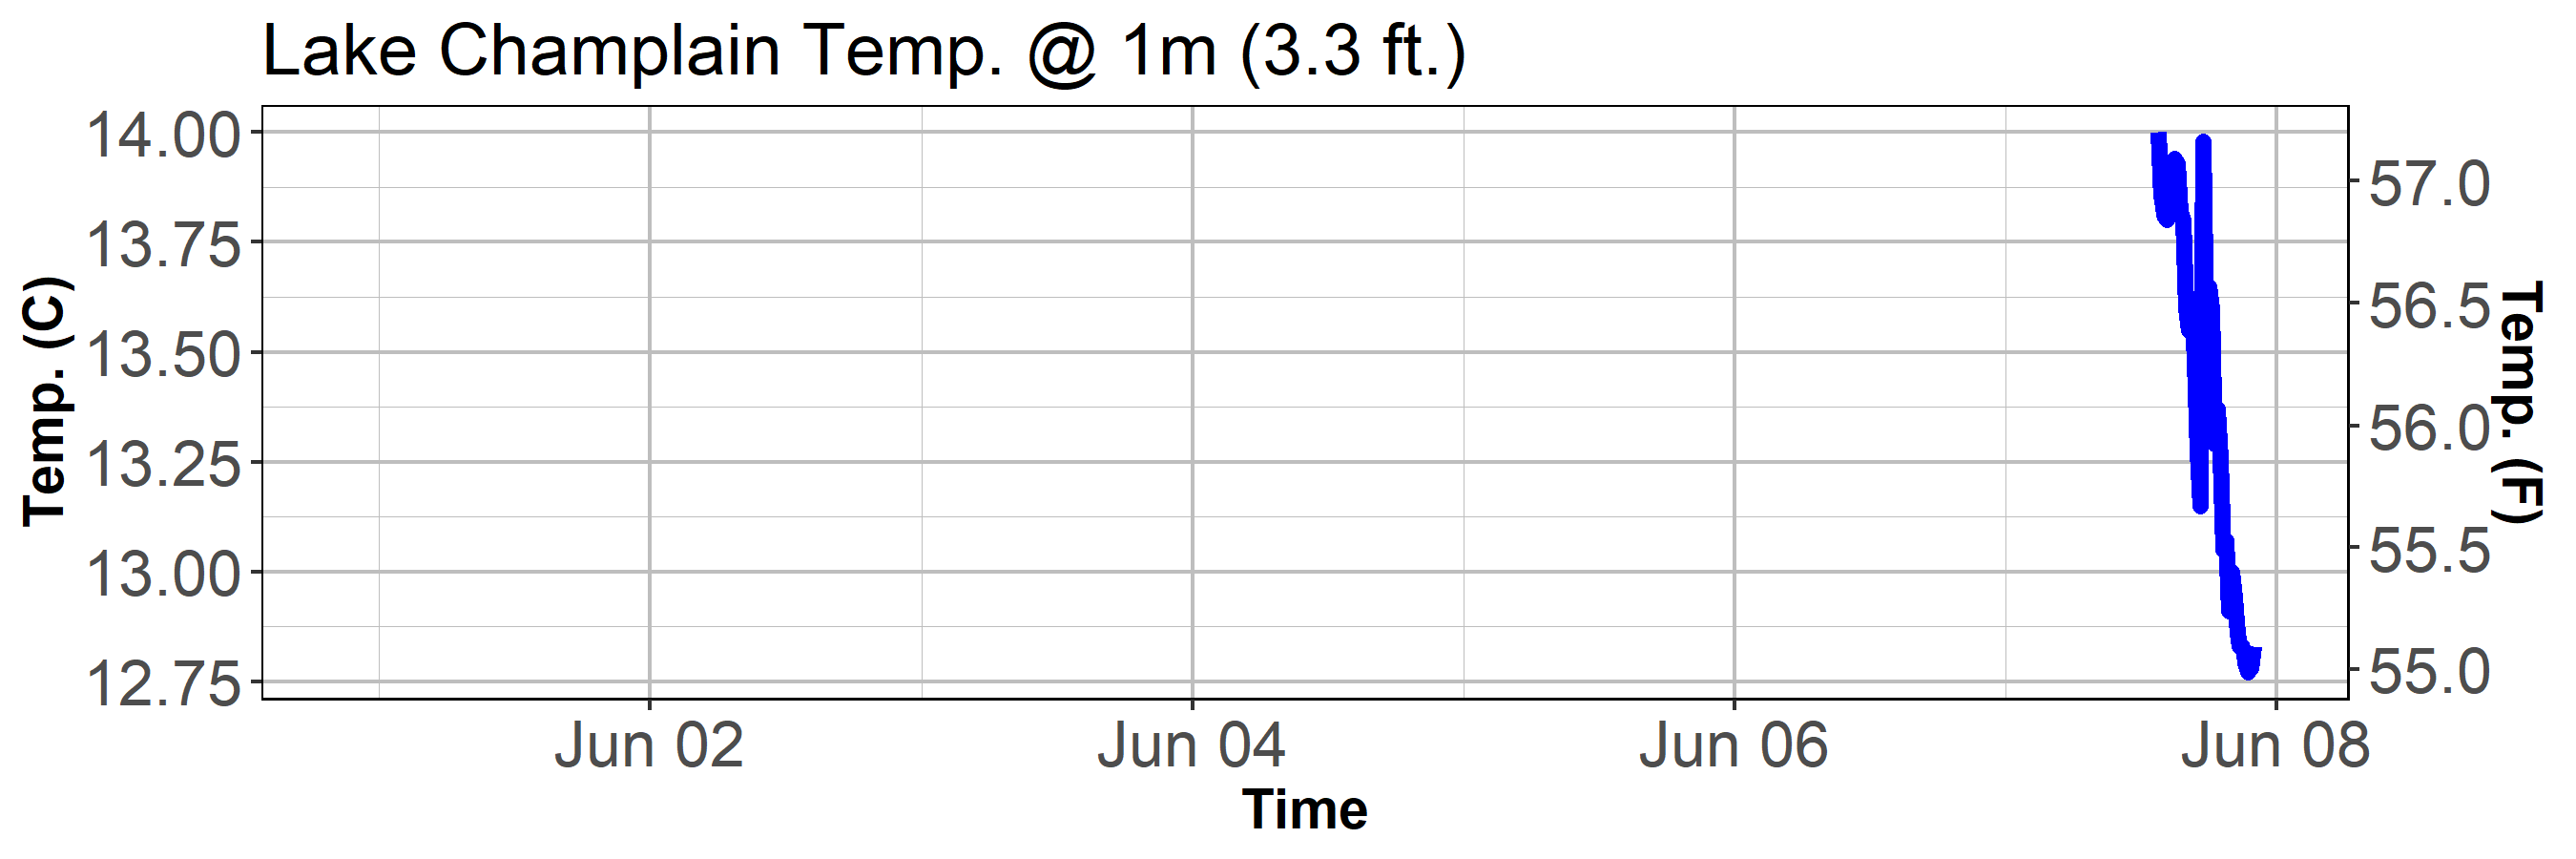 Lake Champlain Temp. @ 1m (3.3 ft.)
Temp. (C)
14.00
13.75
13.50
13.25
13.00
12.75
57.0
56.5
56.0
55.5
55.0
Temp. (F)
Jun 02
Jun 04
Jun 06
Jun 08
Time